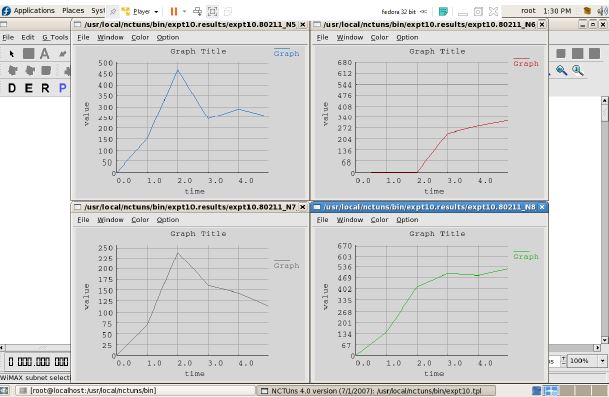 Applications Places Sy Player fedora 32 bit root 1:30 PM
/usr/local/nctuns/bin/expt10.results/expt10.80211_N5
File Window Color Option
Graph Title
Graph
value
500
450
400
350
300
250
200
150
100
50
0
0.0 1.0 2.0 3.0 4.0
time
/usr/local/nctuns/bin/expt10.results/expt10.80211_N6
File Window Color Option
Graph Title
Graph
value
680
612
544
476
408
340
272
204
136
68
0
0.0 1.0 2.0 3.0 4.0
time
File Edit G_Tools
D E R P
/usr/local/nctuns/bin/expt10.results/expt10.80211_N7
File Window Color Option
Graph Title
Graph
value
250
225
200
175
150
125
100
75
50
25
0
0.0 1.0 2.0 3.0 4.0
time
/usr/local/nctuns/bin/expt10.results/expt10.80211_N8
File Window Color Option
Graph Title
Graph
value
670
603
536
469
402
335
268
201
134
67
0
0.0 1.0 2.0 3.0 4.0
time
100%
WiMAX subnet select
[root@localhost:/usr/local/nctuns/bin]
NCTUns 4.0 version (7/1/2007): /usr/local/nctuns/bin/expt10.tpl